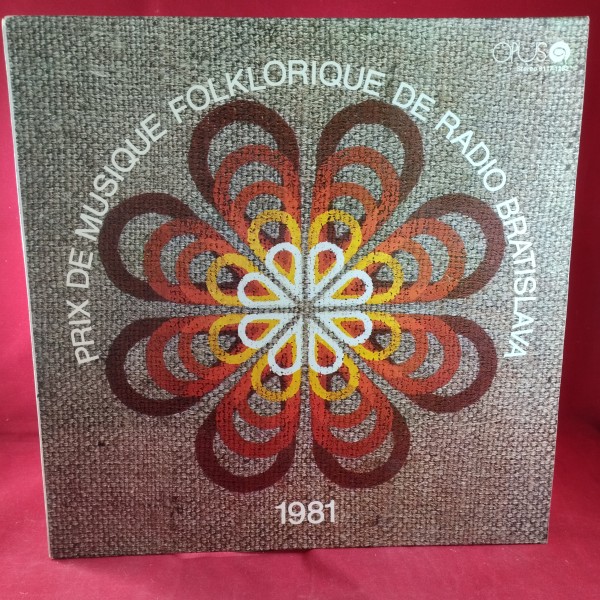 OPUS
PRIX DE MUSIQUE FOLKLORIQUE DE RADIO BRATISLAVA
1981